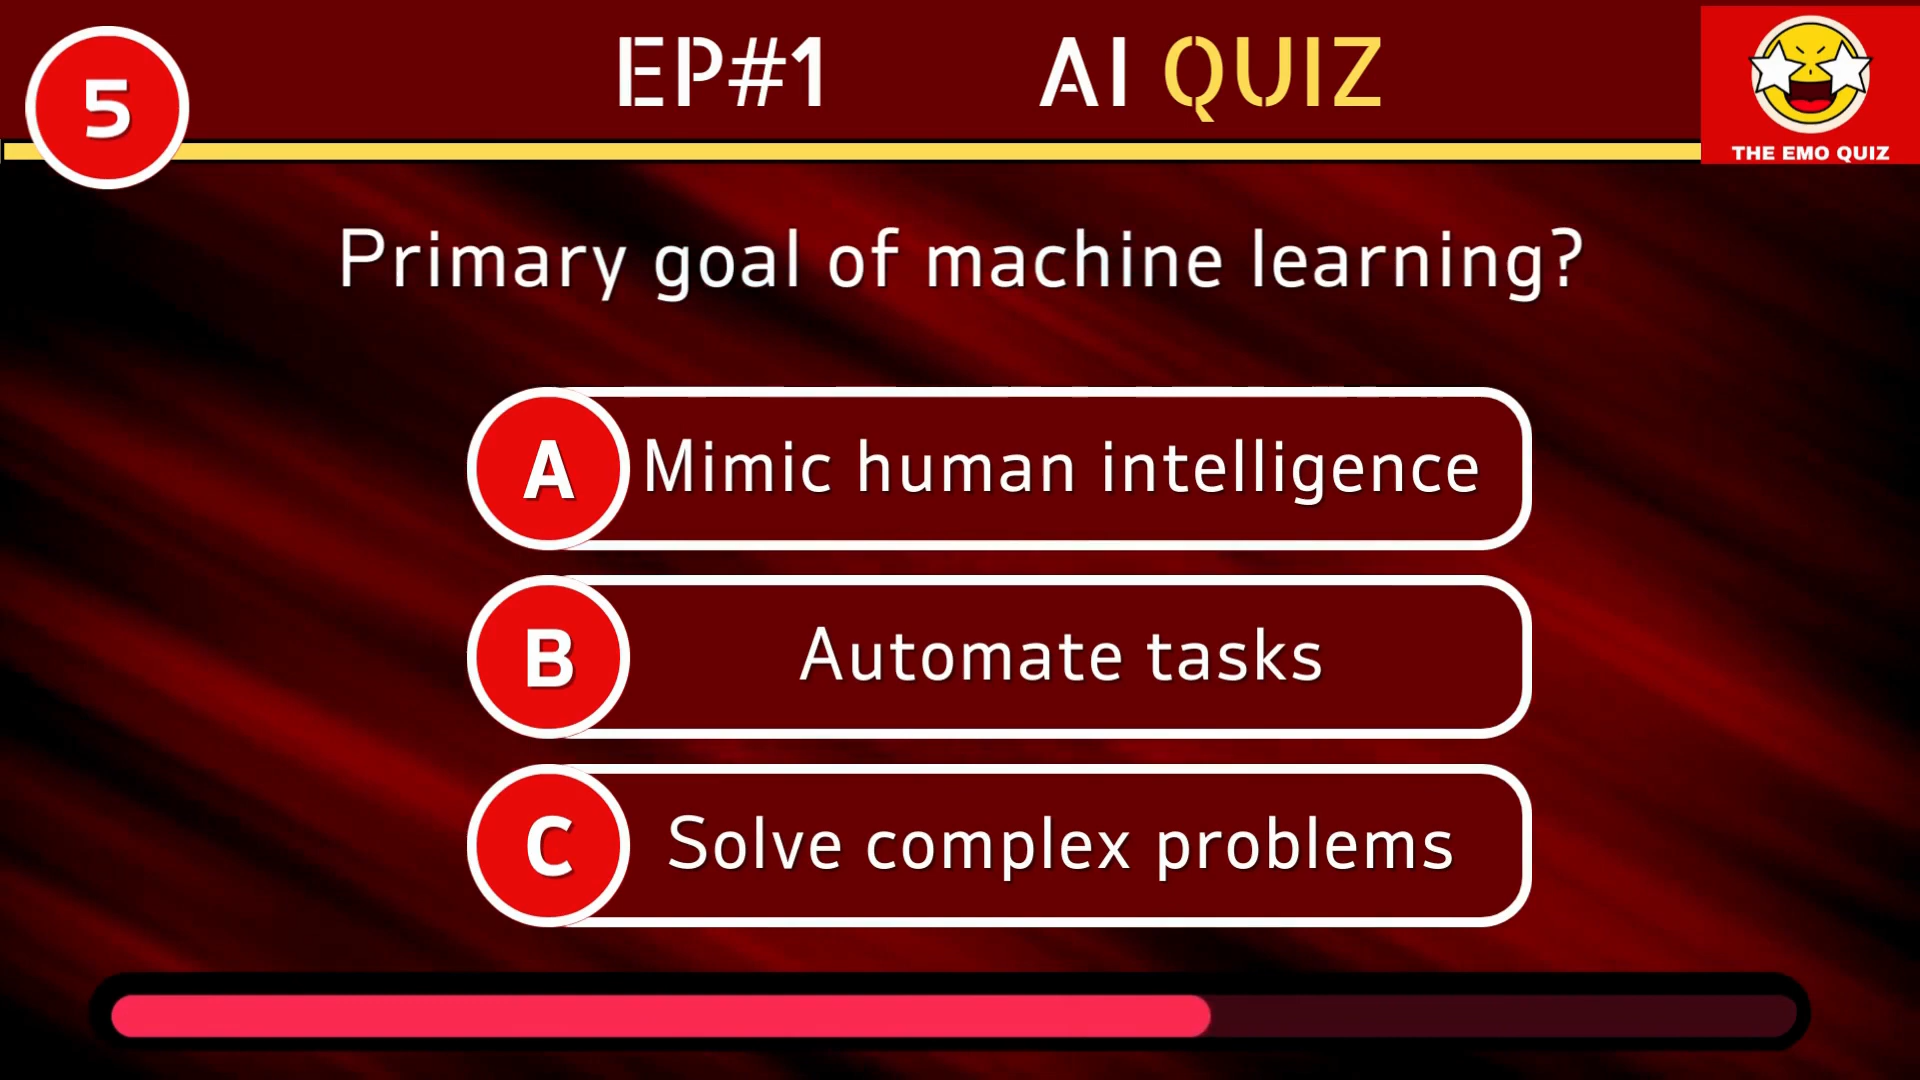 5
EP#1 AI QUIZ
THE EMO QUIZ
Primary goal of machine learning?
A Mimic human intelligence
B Automate tasks
C Solve complex problems